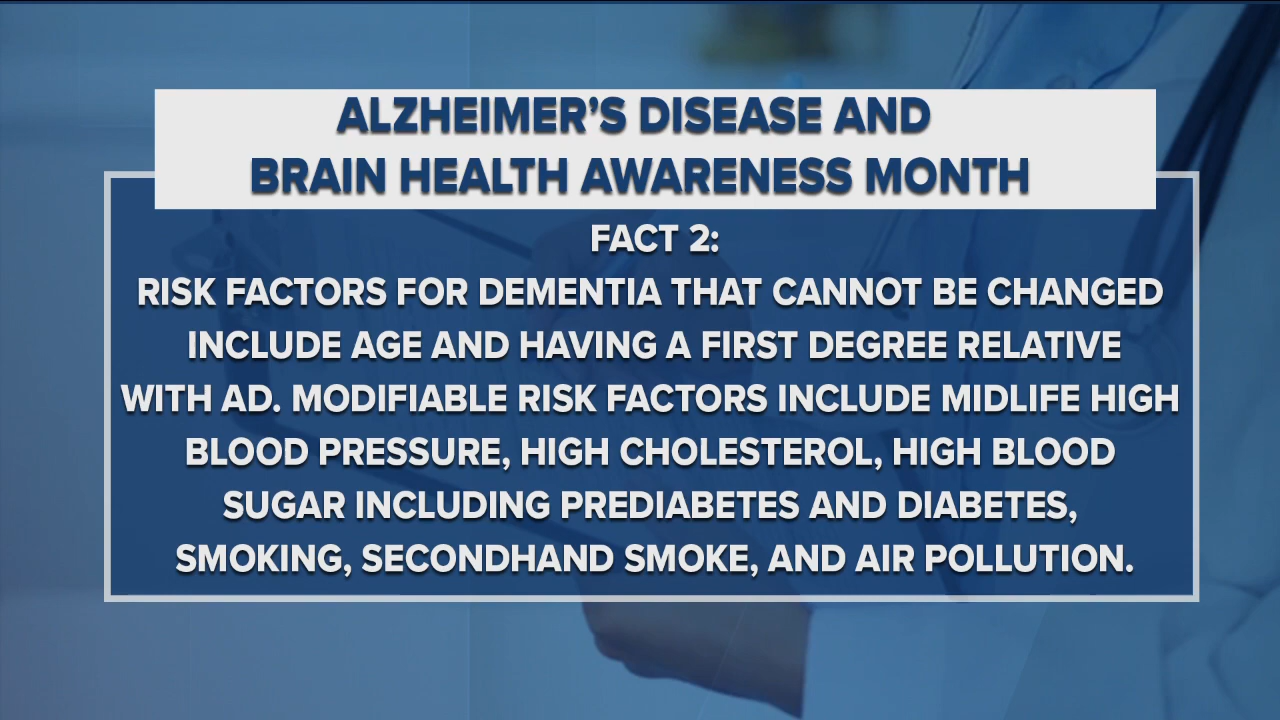 ALZHEIMER’S DISEASE AND
BRAIN HEALTH AWARENESS MONTH
FACT 2:
RISK FACTORS FOR DEMENTIA THAT CANNOT BE CHANGED
INCLUDE AGE AND HAVING A FIRST DEGREE RELATIVE
WITH AD. MODIFIABLE RISK FACTORS INCLUDE MIDLIFE HIGH
BLOOD PRESSURE, HIGH CHOLESTEROL, HIGH BLOOD
SUGAR INCLUDING PREDIABETES AND DIABETES,
SMOKING, SECONDHAND SMOKE, AND AIR POLLUTION.